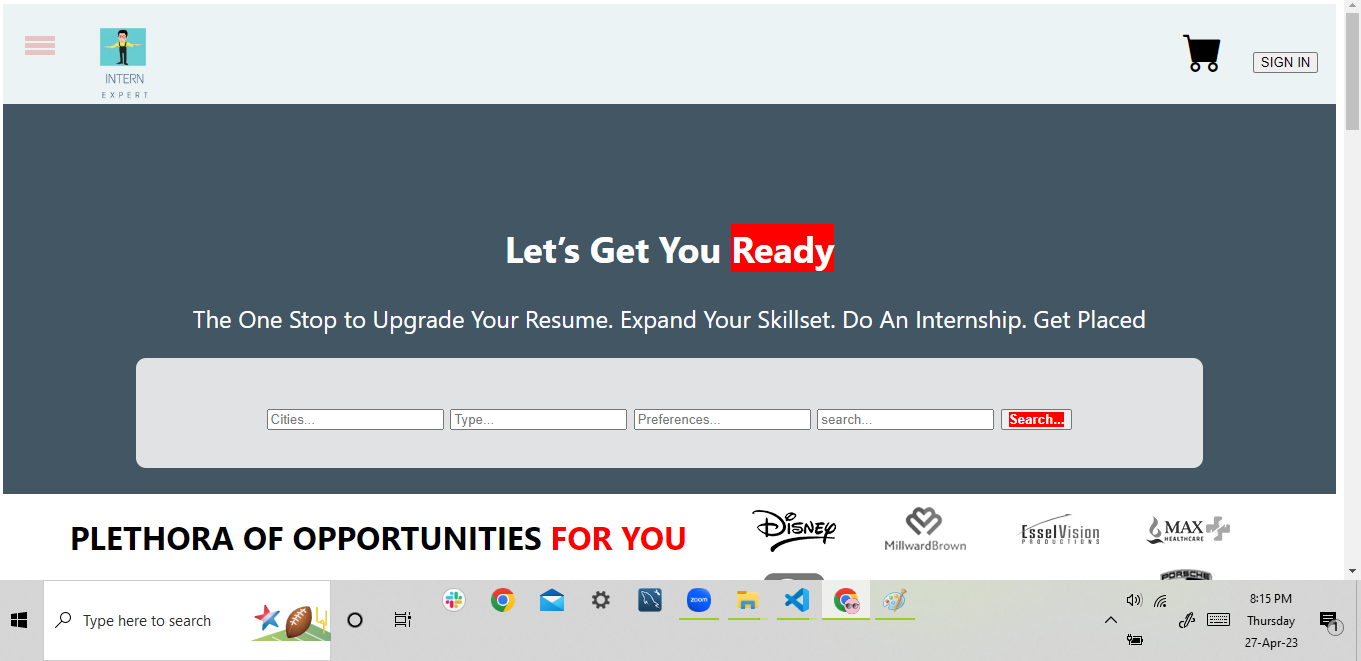 INTERN
EXPERT
SIGN IN
Let’s Get You Ready
The One Stop to Upgrade Your Resume. Expand Your Skillset. Do An Internship. Get Placed
Cities... Type... Preferences... search... Search...
PLETHORA OF OPPORTUNITIES FOR YOU
Disney
MillwardBrown
EsselVision
PRODUCTIONS
MAX
HEALTHCARE
PORSCHE
Type here to search
zoom
8:15 PM
Thursday
27-Apr-23
1